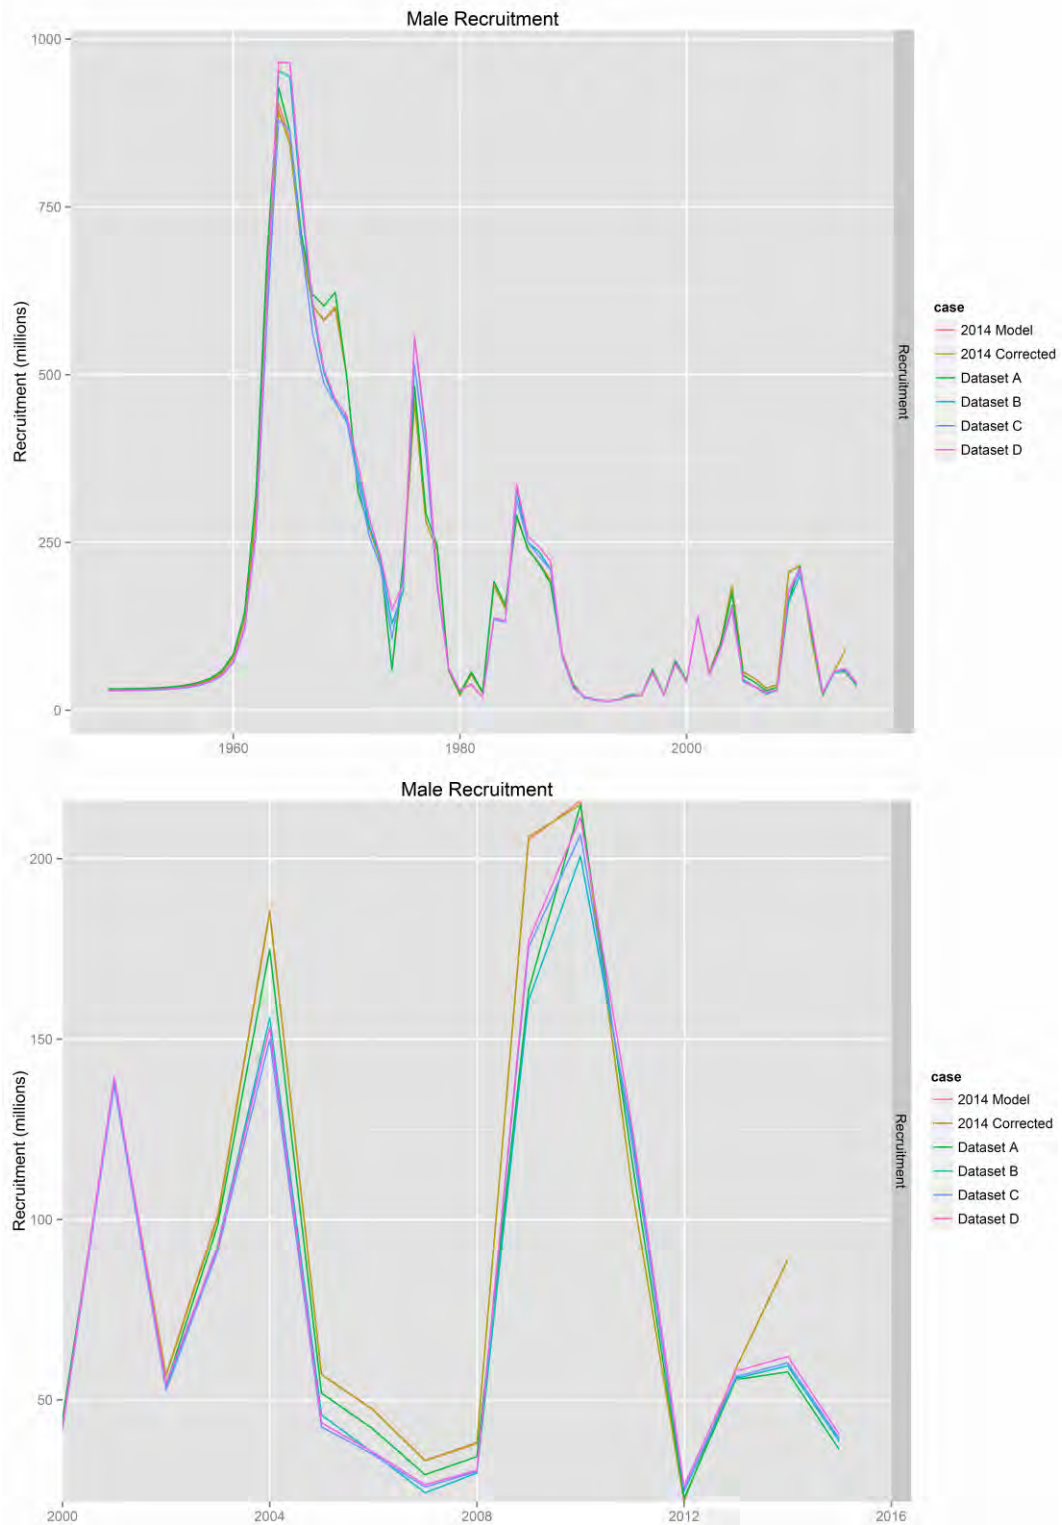 Male Recruitment
1000
750
500
250
0
Recruitment (millions)
1960
1980
2000
Recruitment
case
2014 Model
2014 Corrected
Dataset A
Dataset B
Dataset C
Dataset D
Male Recruitment
200
150
100
50
Recruitment (millions)
2000
2004
2008
2012
2016
Recruitment
case
2014 Model
2014 Corrected
Dataset A
Dataset B
Dataset C
Dataset D